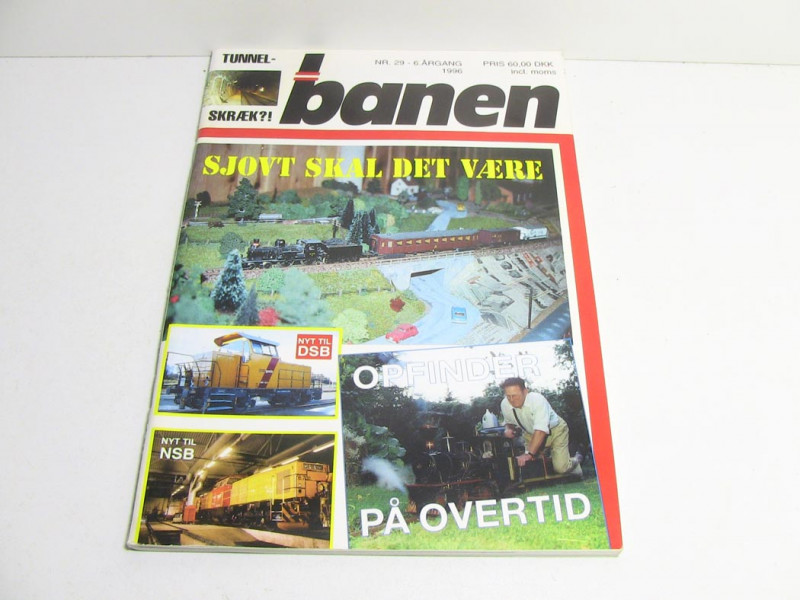 TUNNEL-
SKRÆK?!
NR. 29 - 6 ÅRGANG
1996
PRIS 60,00 DKK
incl. moms
banen
SJOVT SKAL DET VÆRE
NYT TIL
DSB
OPFINDER
NYT TIL
NSB
PÅ OVERTID